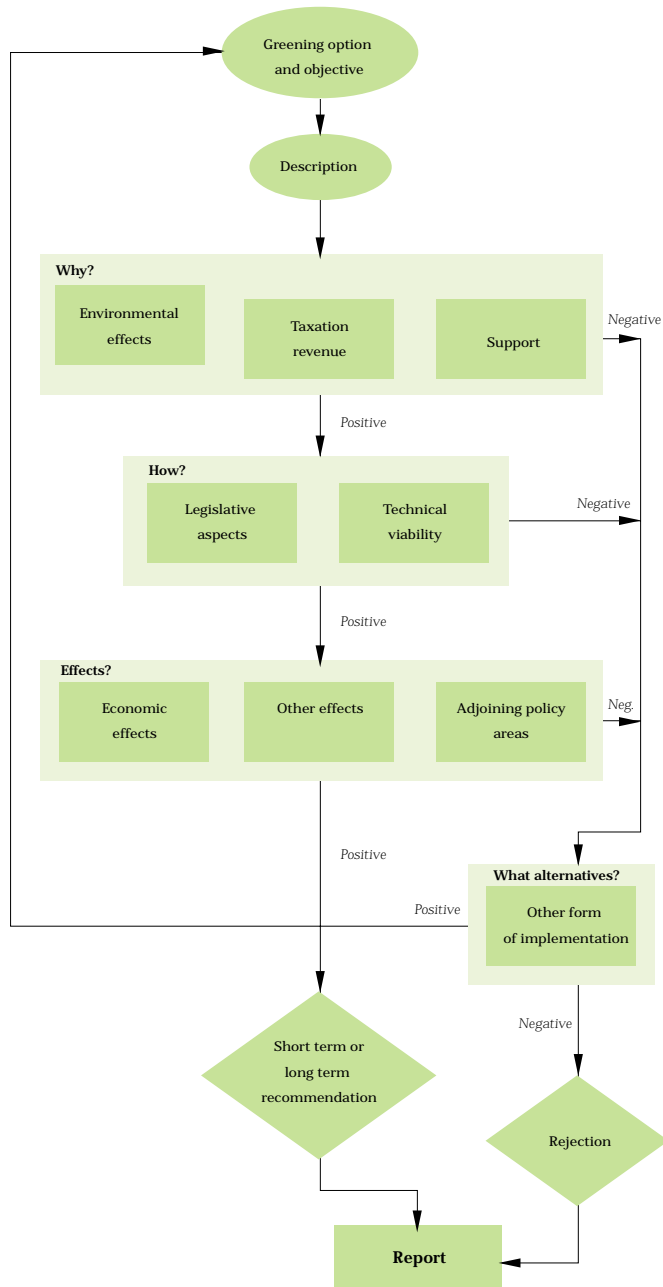 Greening option
and objective
Description
Why?
Environmental
effects
Taxation
revenue
Support
Negative
Positive
How?
Legislative
aspects
Technical
viability
Negative
Positive
Effects?
Economic
effects
Other effects
Adjoining policy
areas
Neg.
Positive
What alternatives?
Other form
of implementation
Positive
Negative
Short term or
long term
recommendation
Rejection
Report